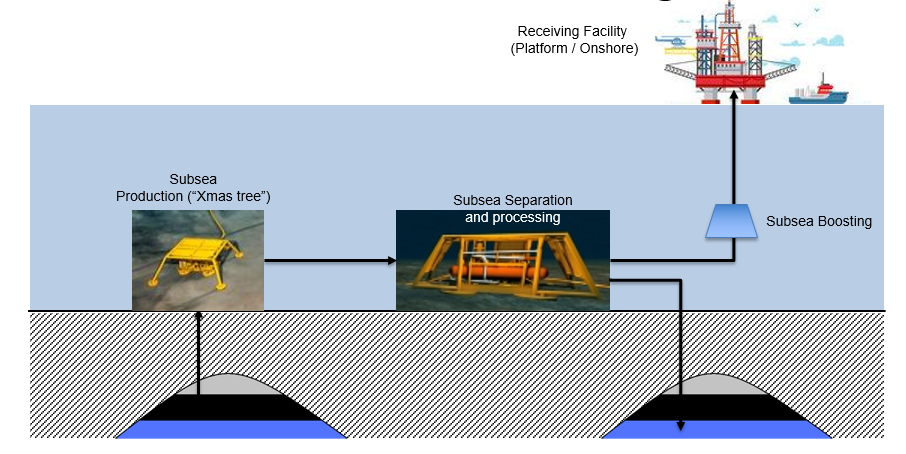 Receiving Facility
(Platform / Onshore)
Subsea
Production (“Xmas tree”)
Subsea Separation
and processing
Subsea Boosting